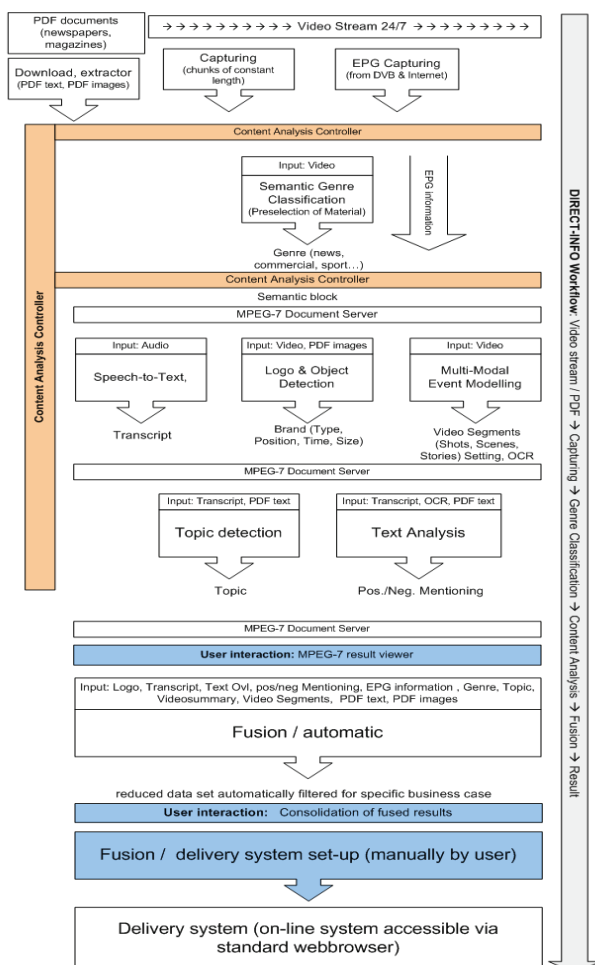 PDF documents
(newspapers,
magazines)
→ → → → → → → → → → Video Stream 24/7 → → → → → → → → →
Download, extractor
(PDF text, PDF images)
Capturing
(chunks of constant
length)
EPG Capturing
(from DVB & Internet)
Content Analysis Controller
Content Analysis Controller
Input: Video
Semantic Genre
Classification
(Preselection of Material)
EPG information
Genre (news,
commercial, sport...)
Content Analysis Controller
Semantic block
MPEG-7 Document Server
Input: Audio
Speech-to-Text,
Transcript
Input: Video, PDF images
Logo & Object
Detection
Brand (Type,
Position, Time, Size)
Input: Video
Multi-Modal
Event Modelling
Video Segments
(Shots, Scenes,
Stories) Setting, OCR
MPEG-7 Document Server
Input: Transcript, PDF text
Topic detection
Topic
Input: Transcript, OCR, PDF text
Text Analysis
Pos./Neg. Mentioning
MPEG-7 Document Server
User interaction: MPEG-7 result viewer
Input: Logo, Transcript, Text Ovl, pos/neg Mentioning, EPG information , Genre, Topic,
Videosummary, Video Segments, PDF text, PDF images
Fusion / automatic
reduced data set automatically filtered for specific business case
User interaction: Consolidation of fused results
Fusion / delivery system set-up (manually by user)
Delivery system (on-line system accessible via
standard webbrowser)
DIRECT-INFO Workflow: Video stream / PDF → Capturing → Genre Classification → Content Analysis → Fusion → Result